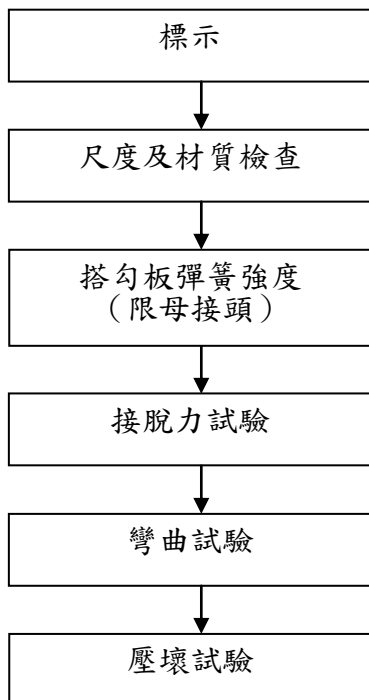 標示
尺度及材質檢查
搭勾板彈簧強度
（限母接頭）
接脫力試驗
彎曲試驗
壓壞試驗